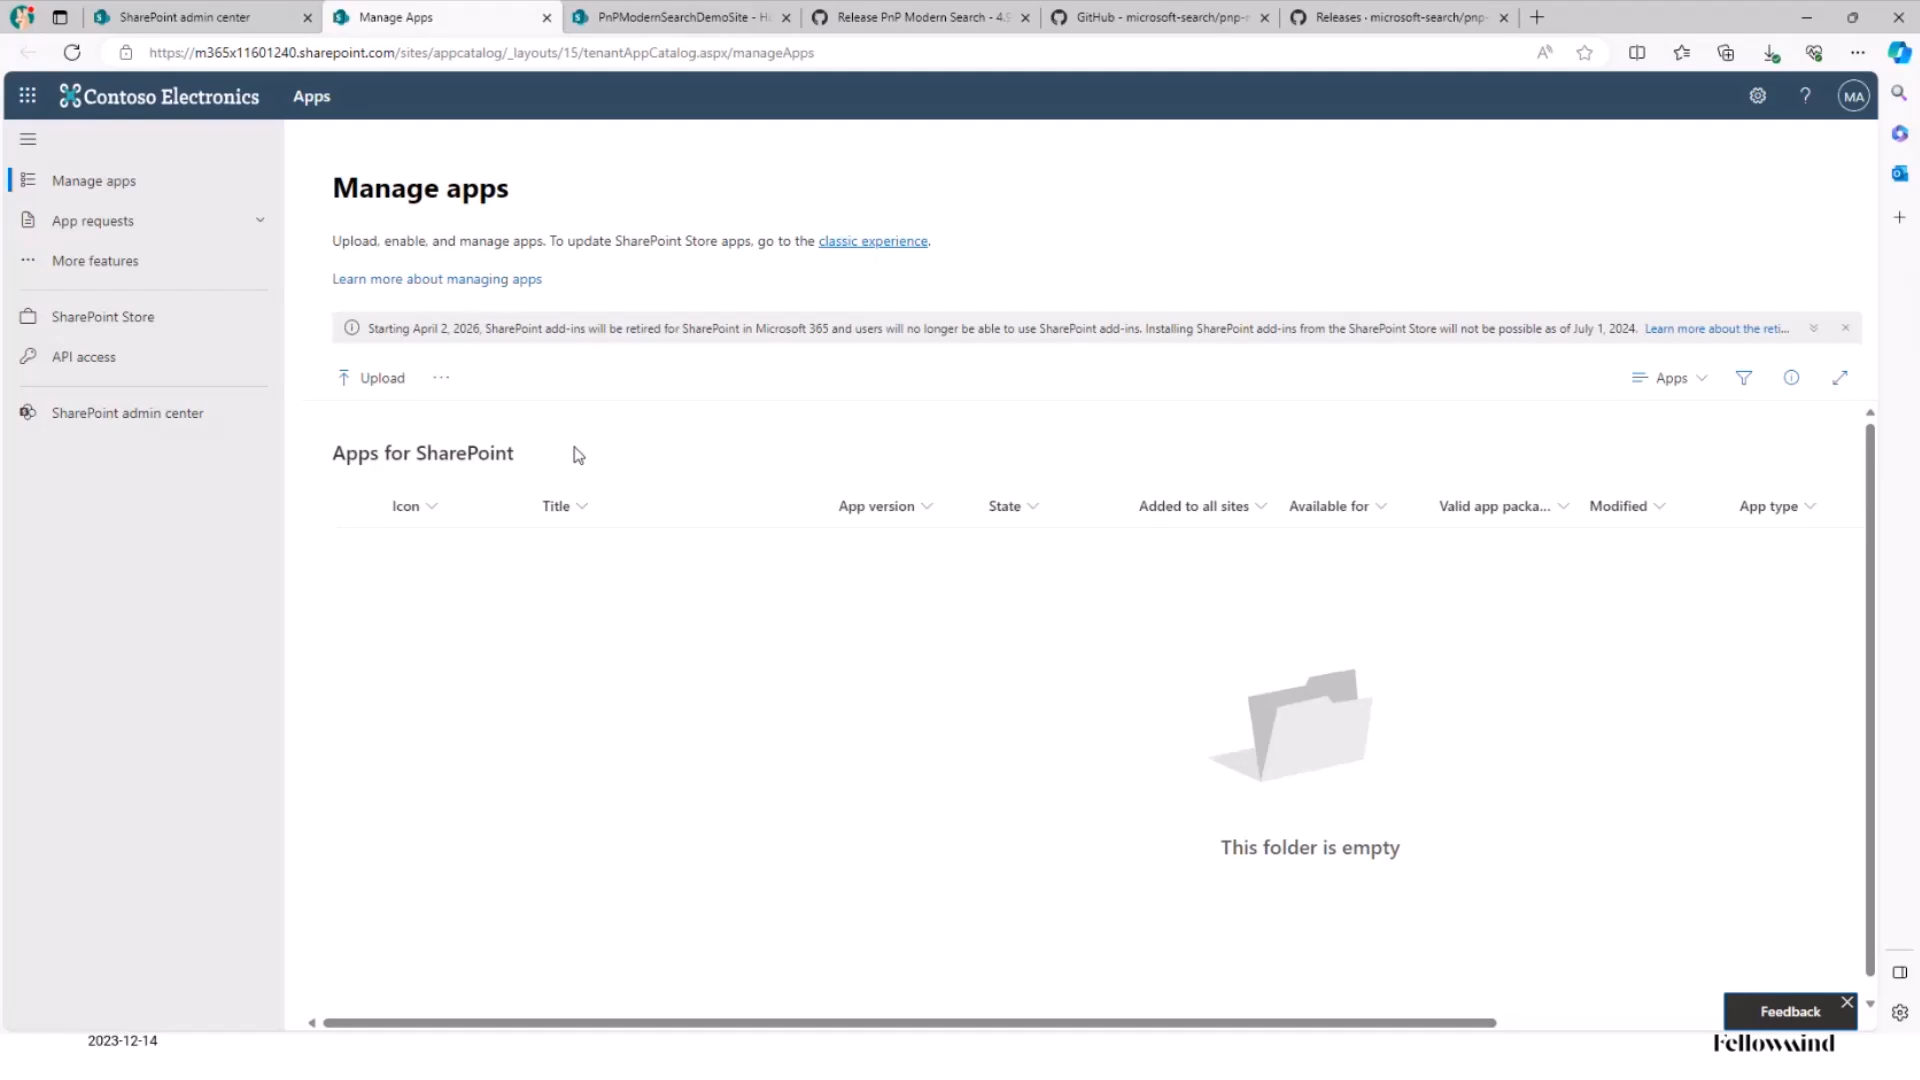 SharePoint admin center
Manage Apps
PnPModernSearchDemoSite - H
Release PnP Modern Search - 4.
GitHub - microsoft-search/pnp-
Releases · microsoft-search/pnp-
https://m365x11601240.sharepoint.com/sites/appcatalog/_layouts/15/tenantAppCatalog.aspx/manageApps
Contoso Electronics
Apps
MA
Manage apps
App requests
More features
SharePoint Store
API access
SharePoint admin center
Manage apps
Upload, enable, and manage apps. To update SharePoint Store apps, go to the classic experience.
Learn more about managing apps
Starting April 2, 2026, SharePoint add-ins will be retired for SharePoint in Microsoft 365 and users will no longer be able to use SharePoint add-ins. Installing SharePoint add-ins from the SharePoint Store will not be possible as of July 1, 2024. Learn more about the reti...
Upload
Apps
Apps for SharePoint
Icon Title App version State Added to all sites Available for Valid app packa... Modified App type
This folder is empty
Feedback
2023-12-14
Fellowmind